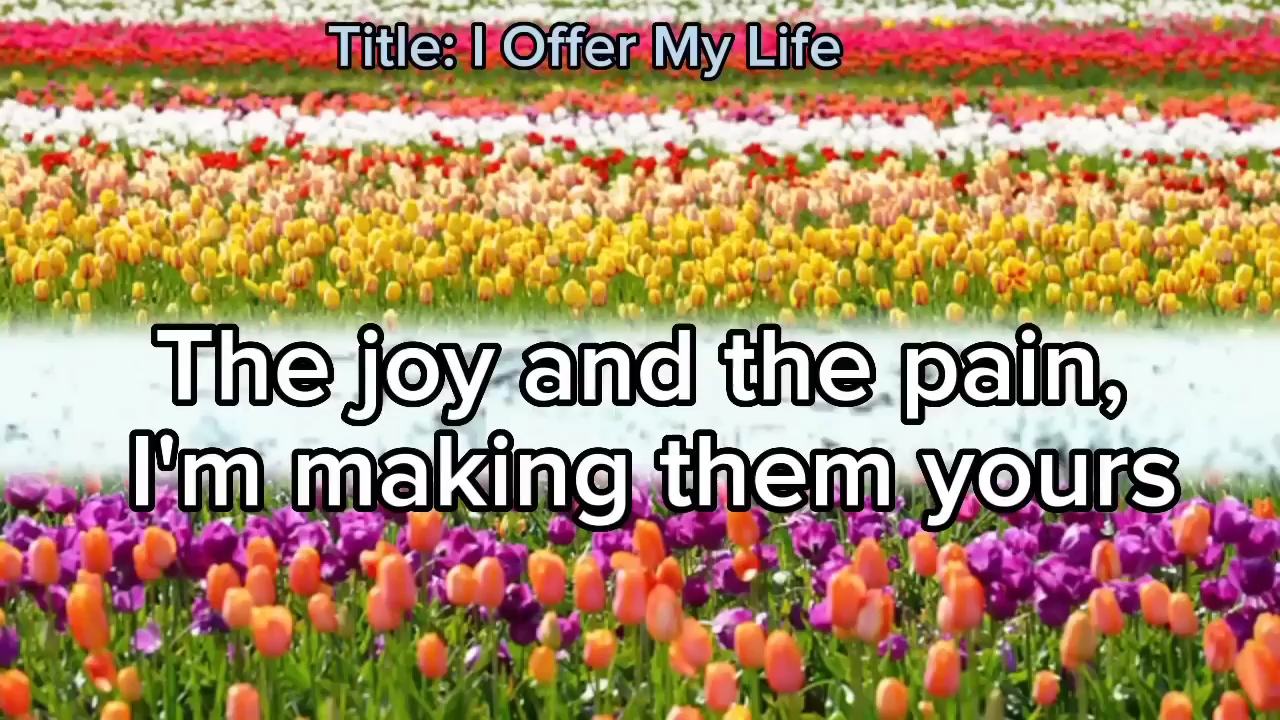 Title: I Offer My Life
The joy and the pain,
I'm making them yours